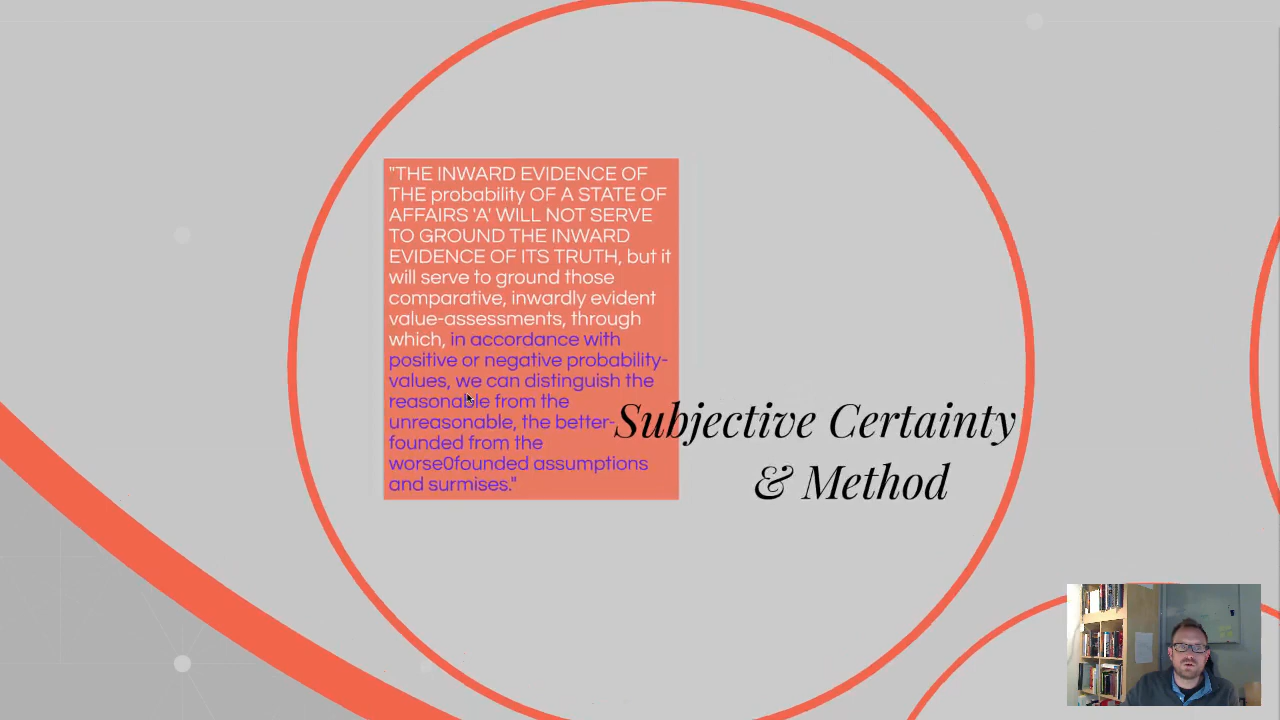 "THE INWARD EVIDENCE OF
THE probability OF A STATE OF
AFFAIRS 'A' WILL NOT SERVE
TO GROUND THE INWARD
EVIDENCE OF ITS TRUTH, but it
will serve to ground those
comparative, inwardly evident
value-assessments, through
which, in accordance with
positive or negative probability-
values, we can distinguish the
reasonable from the
unreasonable, the better-
founded from the
worse0founded assumptions
and surmises."
Subjective Certainty
& Method